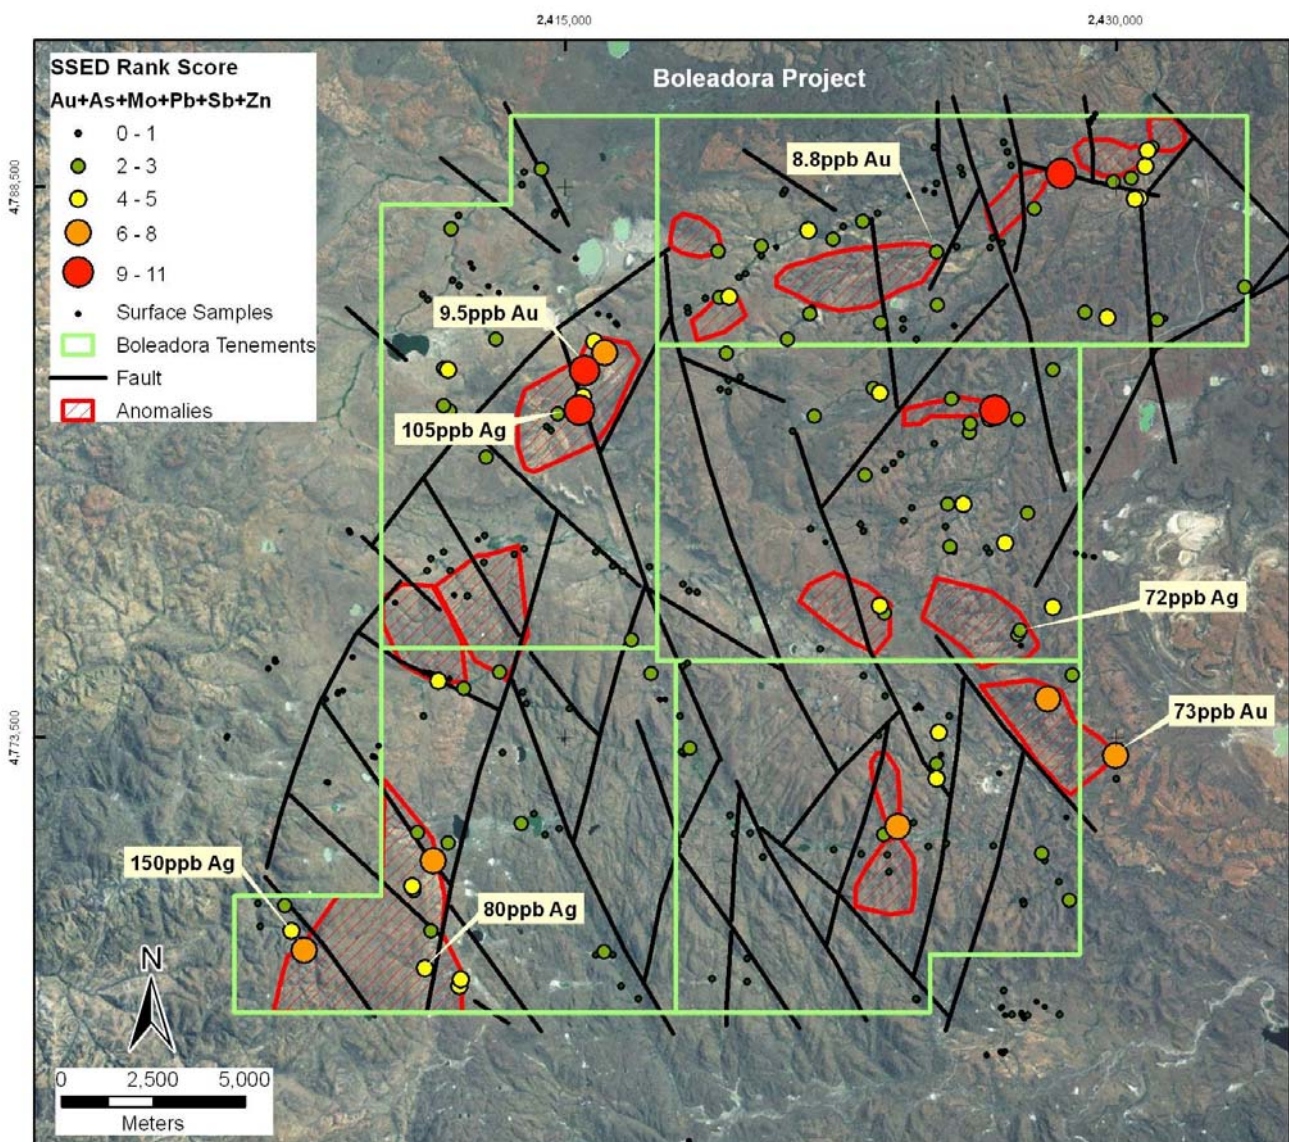 2,415,000
2,430,000
SSED Rank Score
Au+As+Mo+Pb+Sb+Zn
0 - 1
2 - 3
4 - 5
6 - 8
9 - 11
Surface Samples
Boleadora Tenements
Fault
Anomalies
Boleadora Project
8.8ppb Au
4,788,500
9.5ppb Au
105ppb Ag
72ppb Ag
73ppb Au
4,773,500
150ppb Ag
80ppb Ag
N
0 2,500 5,000
Meters